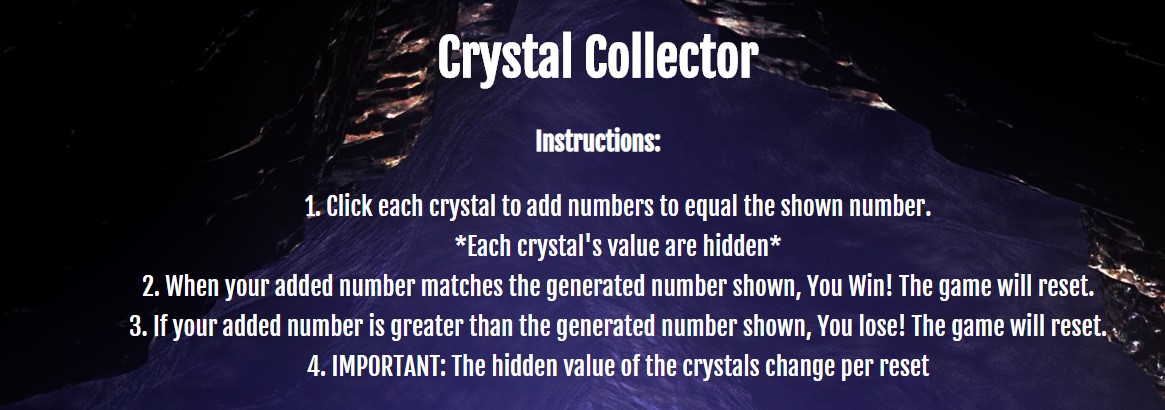 Crystal Collector
Instructions:
1. Click each crystal to add numbers to equal the shown number.
*Each crystal's value are hidden*
2. When your added number matches the generated number shown, You Win! The game will reset.
3. If your added number is greater than the generated number shown, You lose! The game will reset.
4. IMPORTANT: The hidden value of the crystals change per reset